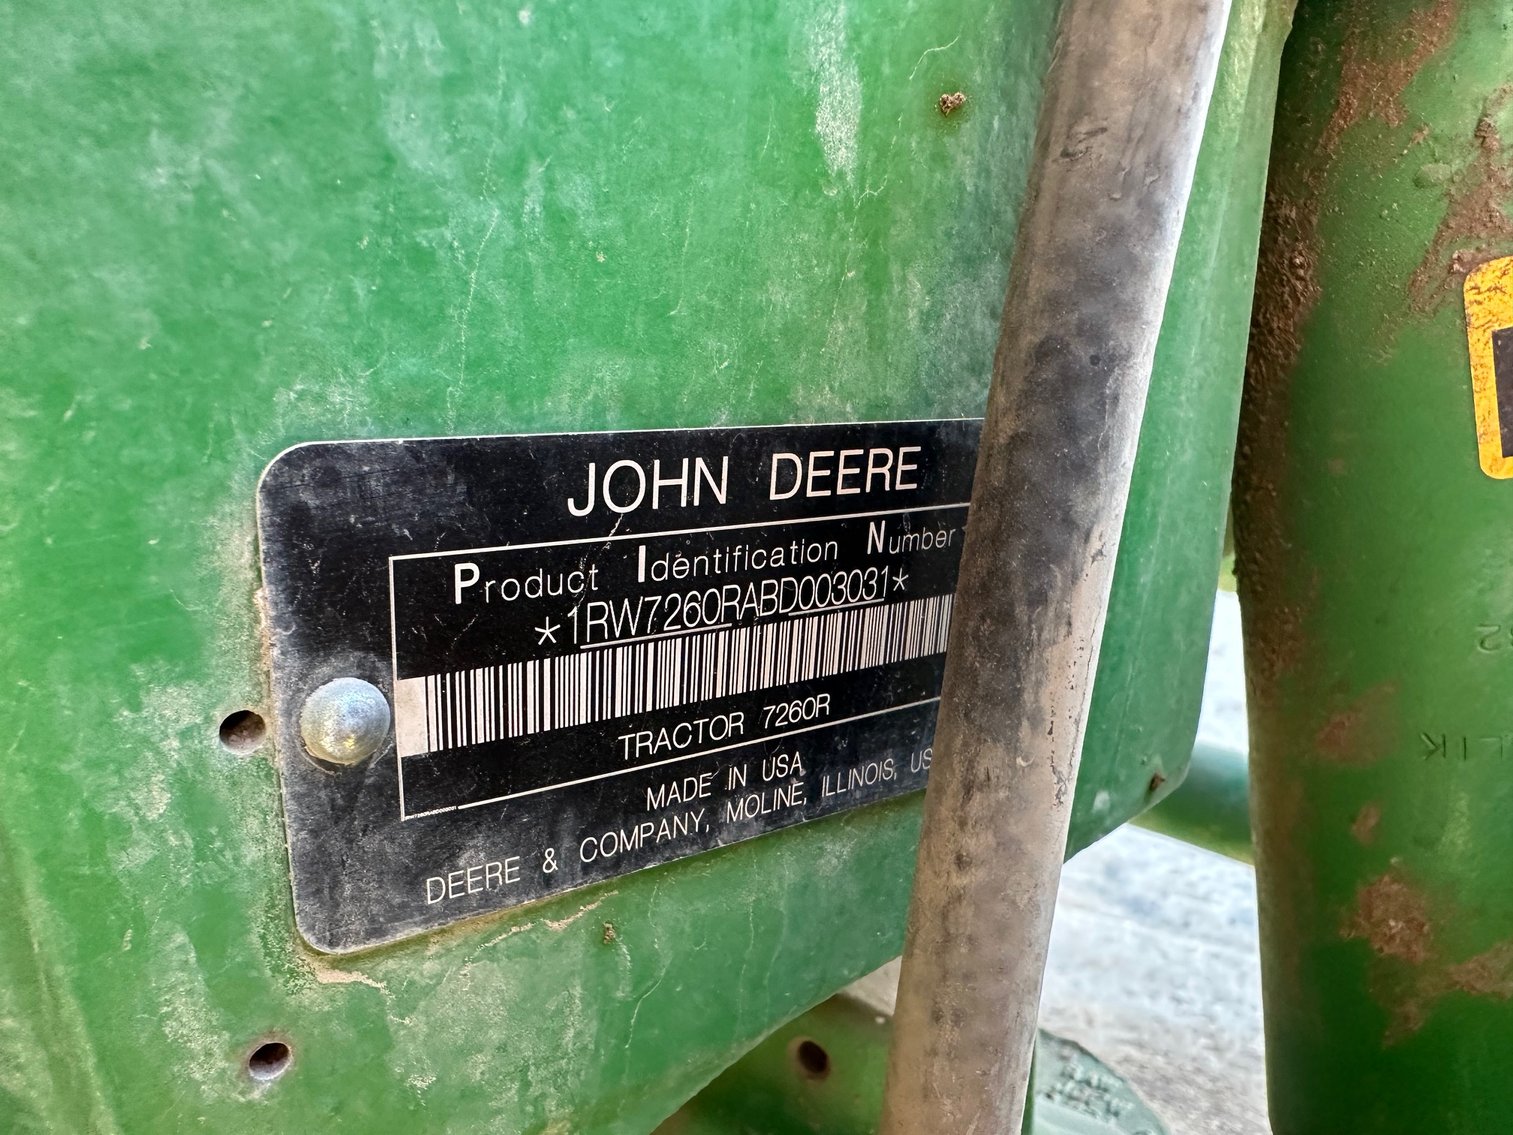 JOHN DEERE
Product Identification Number
*1RW7260RABD003031*
TRACTOR 7260R
MADE IN USA
DEERE & COMPANY, MOLINE, ILLINOIS, US